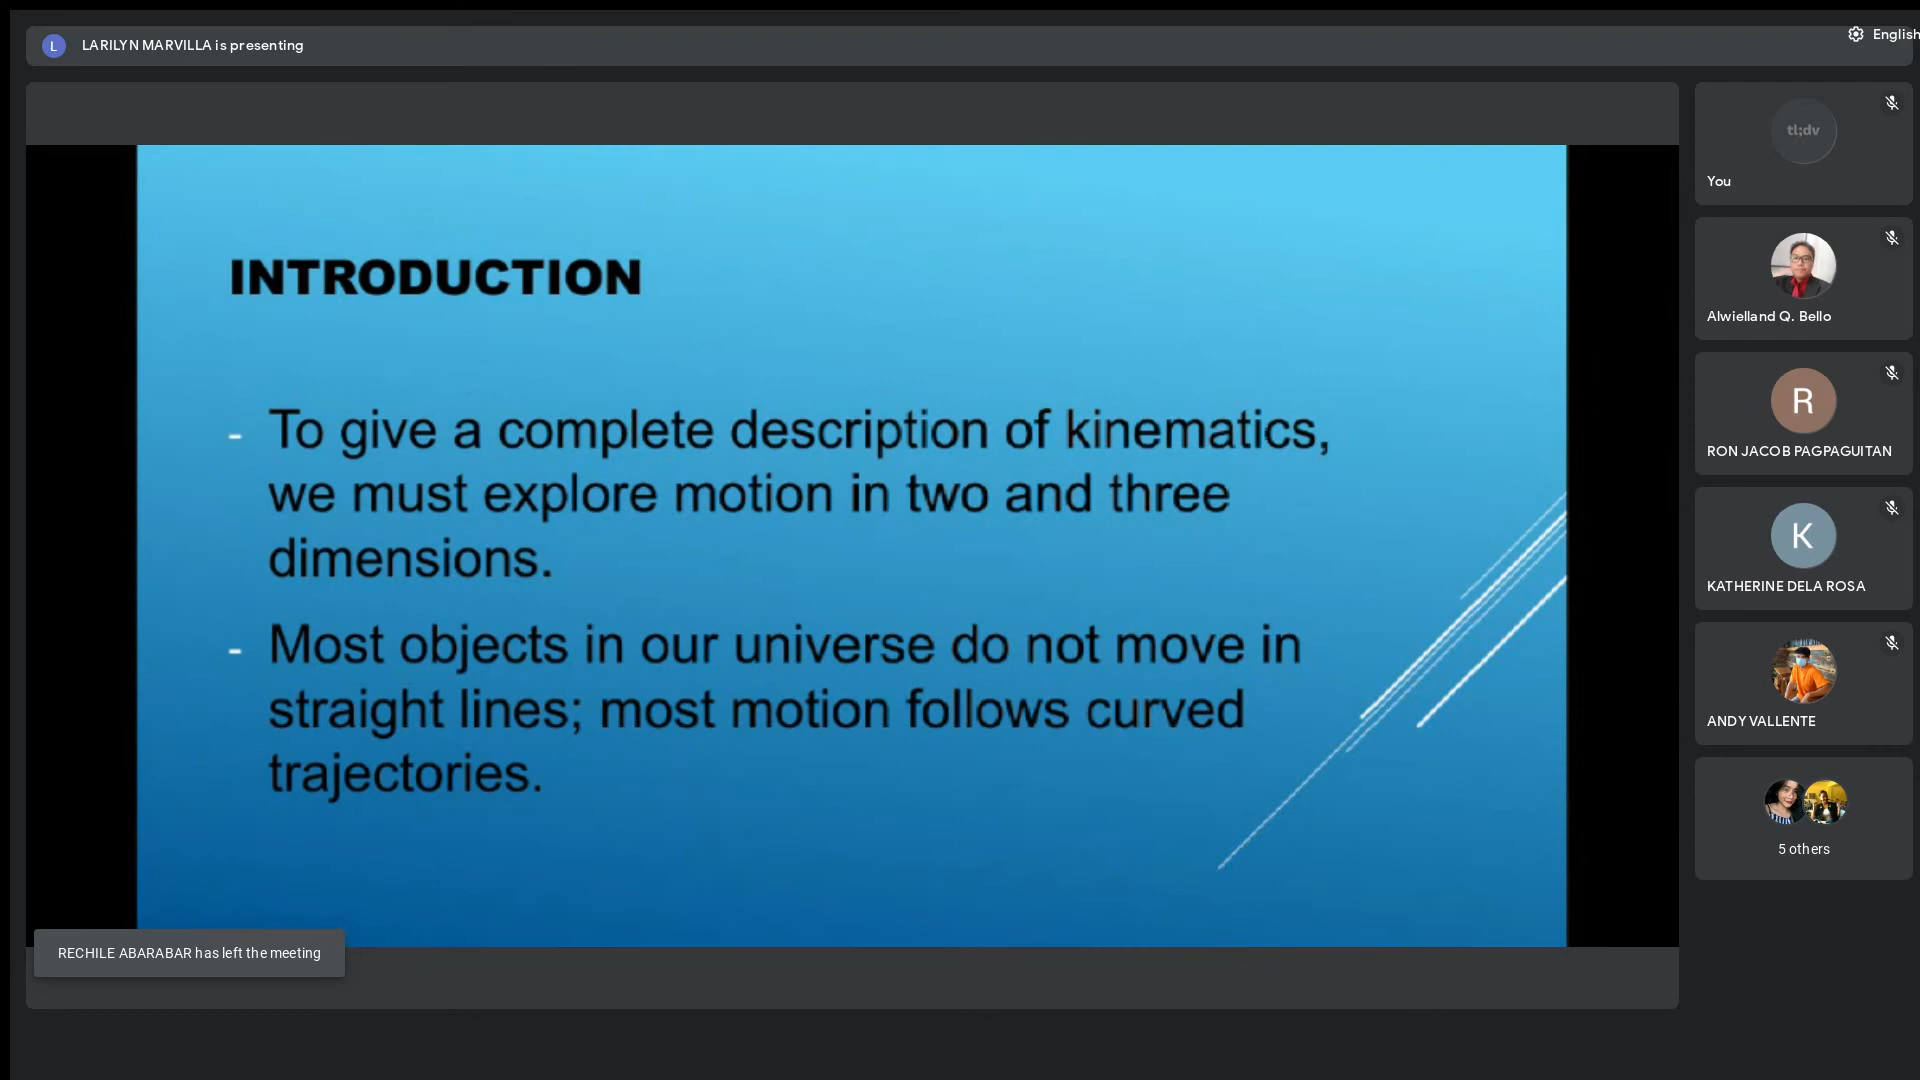 L LARILYN MARVILLA is presenting
English
INTRODUCTION
- To give a complete description of kinematics,
we must explore motion in two and three
dimensions.
- Most objects in our universe do not move in
straight lines; most motion follows curved
trajectories.
RECHILE ABARABAR has left the meeting
tl;dv
You
Alwielland Q. Bello
R
RON JACOB PAGPAGUITAN
K
KATHERINE DELA ROSA
ANDY VALLENTE
5 others